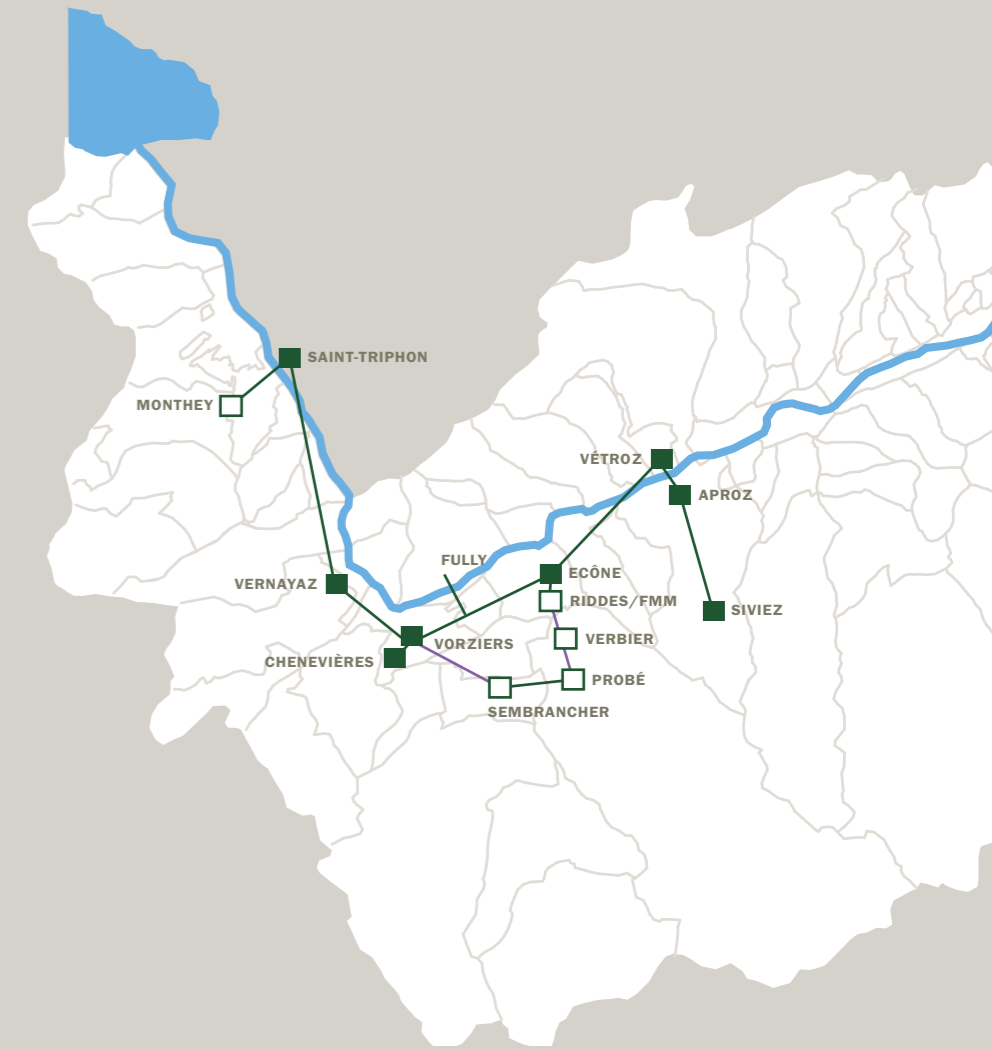 SAINT-TRIPHON
MONTHEY
VÉTROZ
APROZ
FULLY
ECÔNE
VERNAYAZ
RIDDES/FMM
SIVIEZ
VORZIERS
VERBIER
CHENEVIÈRES
PROBÉ
SEMBRANCHER